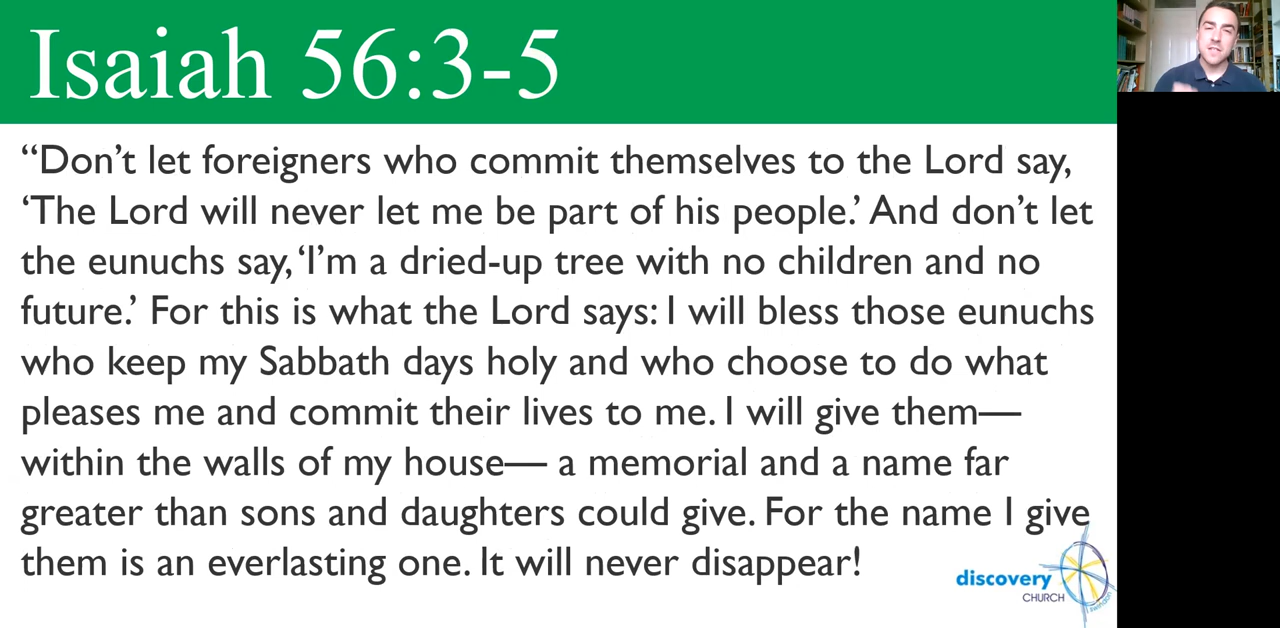 Isaiah 56:3-5
“Don’t let foreigners who commit themselves to the Lord say,
‘The Lord will never let me be part of his people.’ And don’t let
the eunuchs say, ‘I’m a dried-up tree with no children and no
future.’ For this is what the Lord says: I will bless those eunuchs
who keep my Sabbath days holy and who choose to do what
pleases me and commit their lives to me. I will give them—
within the walls of my house— a memorial and a name far
greater than sons and daughters could give. For the name I give
them is an everlasting one. It will never disappear!
discovery
CHURCH